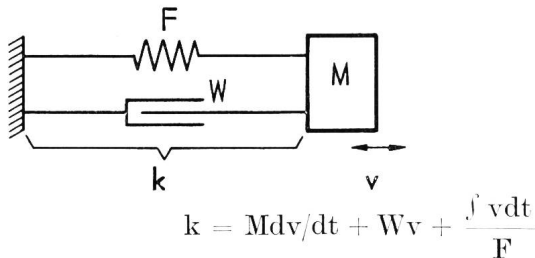 F
M
W
k
v
k = Mdv/dt + Wv + ∫ vdt / F